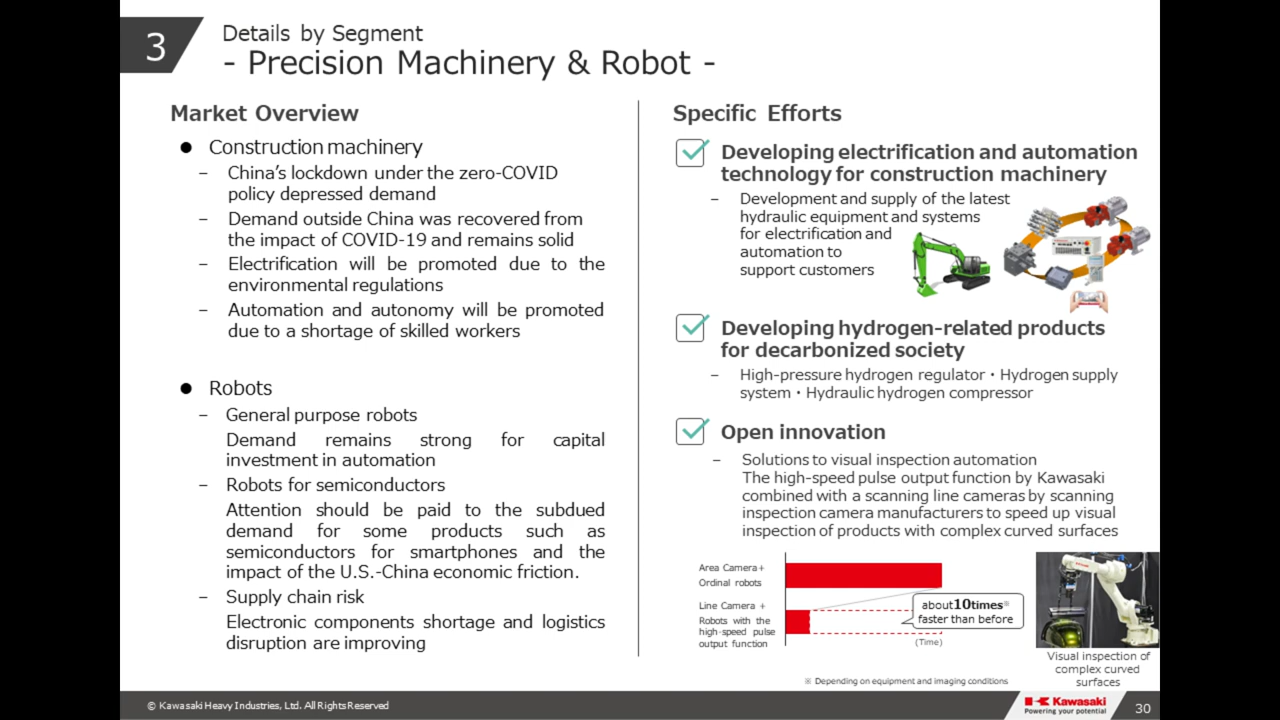 3
Details by Segment
- Precision Machinery & Robot -
Market Overview
● Construction machinery
– China's lockdown under the zero-COVID
policy depressed demand
– Demand outside China was recovered from
the impact of COVID-19 and remains solid
– Electrification will be promoted due to the
environmental regulations
– Automation and autonomy will be promoted
due to a shortage of skilled workers
● Robots
– General purpose robots
Demand remains strong for capital
investment in automation
– Robots for semiconductors
Attention should be paid to the subdued
demand for some products such as
semiconductors for smartphones and the
impact of the U.S.-China economic friction.
– Supply chain risk
Electronic components shortage and logistics
disruption are improving
Specific Efforts
Developing electrification and automation
technology for construction machinery
– Development and supply of the latest
hydraulic equipment and systems
for electrification and
automation to
support customers
Developing hydrogen-related products
for decarbonized society
– High-pressure hydrogen regulator・Hydrogen supply
system・Hydraulic hydrogen compressor
Open innovation
– Solutions to visual inspection automation
The high-speed pulse output function by Kawasaki
combined with a scanning line cameras by scanning
inspection camera manufacturers to speed up visual
inspection of products with complex curved surfaces
Area Camera+
Ordinal robots
Line Camera +
Robots with the
high-speed pulse
output function
about10times※
faster than before
(Time)
Visual inspection of
complex curved
surfaces
※ Depending on equipment and imaging conditions
© Kawasaki Heavy Industries, Ltd. All Rights Reserved
Kawasaki
Powering your potential
30